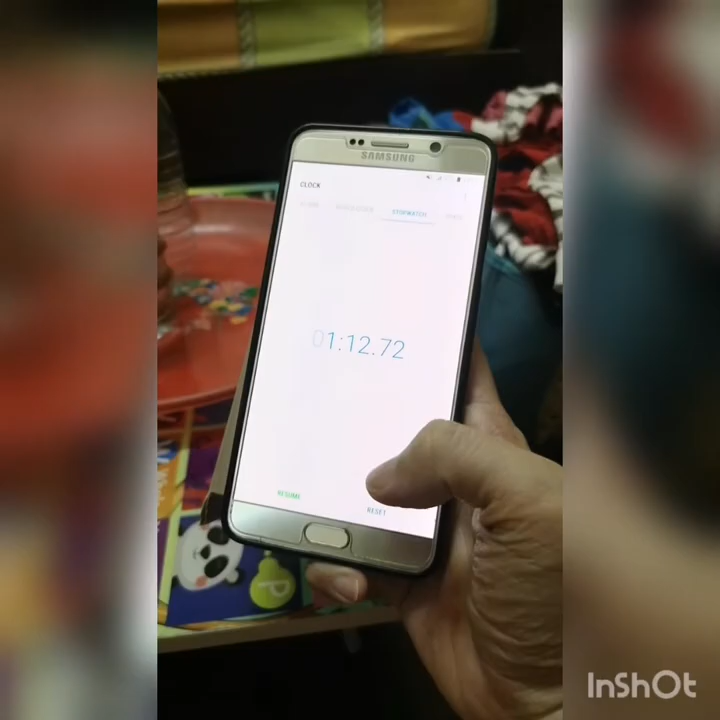 SAMSUNG
CLOCK
STOPWATCH
01:12.72
RESUME
RESET
P
InShOt